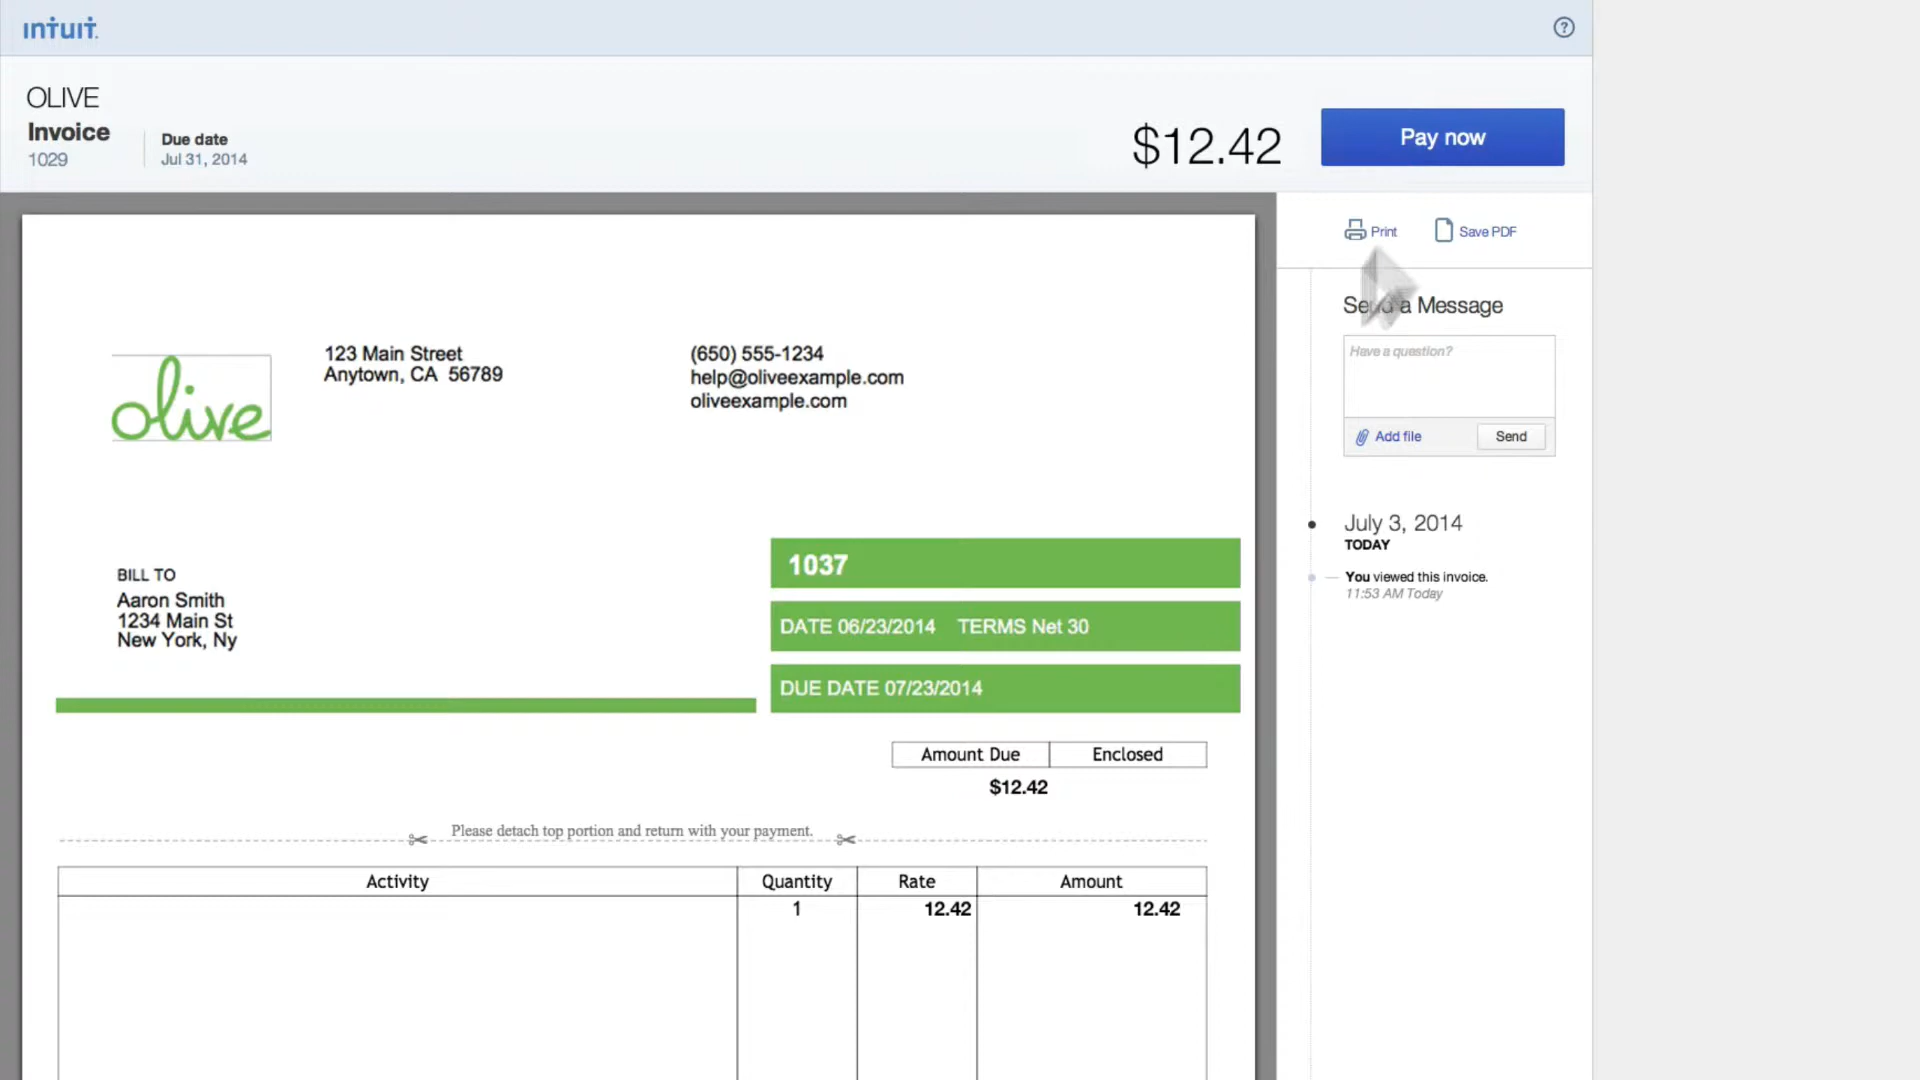 intuit.
OLIVE
Invoice
1029
Due date
Jul 31, 2014
$12.42
Pay now
Print
Save PDF
olive
123 Main Street
Anytown, CA 56789
(650) 555-1234
help@oliveexample.com
oliveexample.com
Send a Message
Have a question?
Add file
Send
July 3, 2014
TODAY
You viewed this invoice.
11:53 AM Today
BILL TO
Aaron Smith
1234 Main St
New York, Ny
1037
DATE 06/23/2014 TERMS Net 30
DUE DATE 07/23/2014
Amount Due Enclosed
$12.42
Please detach top portion and return with your payment.
Activity Quantity Rate Amount
1 12.42 12.42